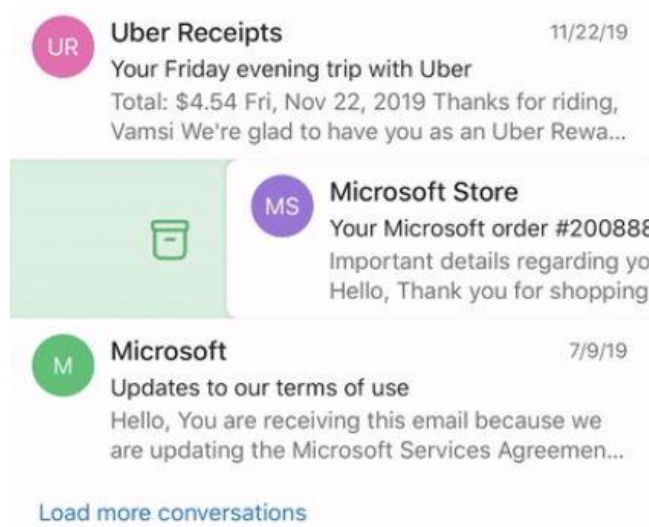 UR
Uber Receipts 11/22/19
Your Friday evening trip with Uber
Total: $4.54 Fri, Nov 22, 2019 Thanks for riding,
Vamsi We're glad to have you as an Uber Rewa...
MS
Microsoft Store
Your Microsoft order #200888
Important details regarding yo
Hello, Thank you for shopping
M
Microsoft 7/9/19
Updates to our terms of use
Hello, You are receiving this email because we
are updating the Microsoft Services Agreemen...
Load more conversations